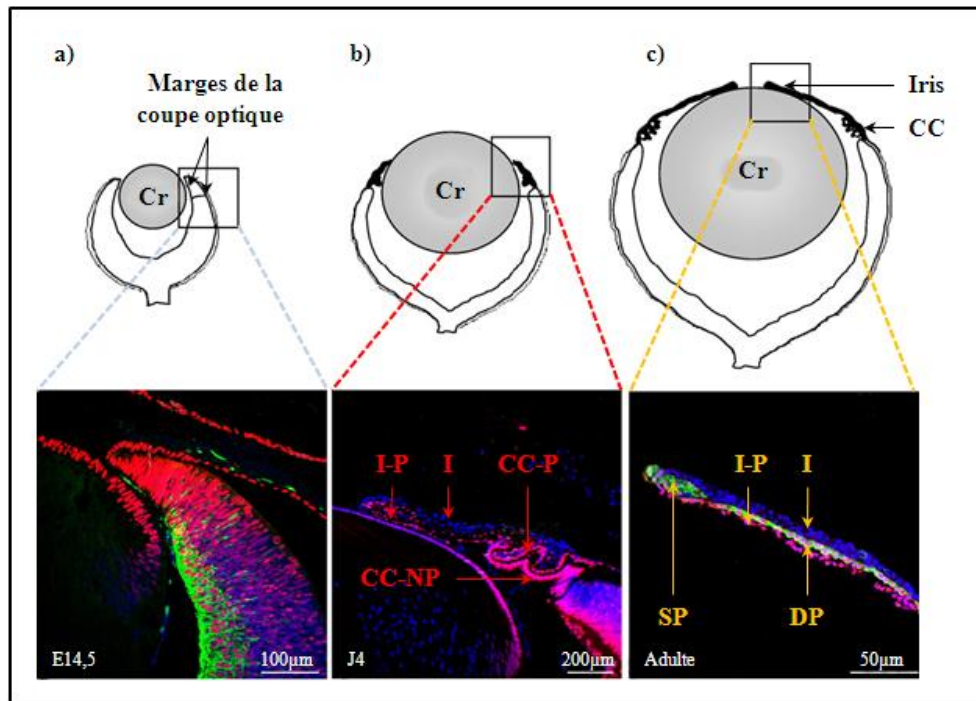 a)
b)
c)
Marges de la
coupe optique
Iris
CC
Cr
Cr
Cr
I-P
I
CC-P
CC-NP
E14,5
100µm
J4
200µm
I-P
I
SP
DP
Adulte
50µm